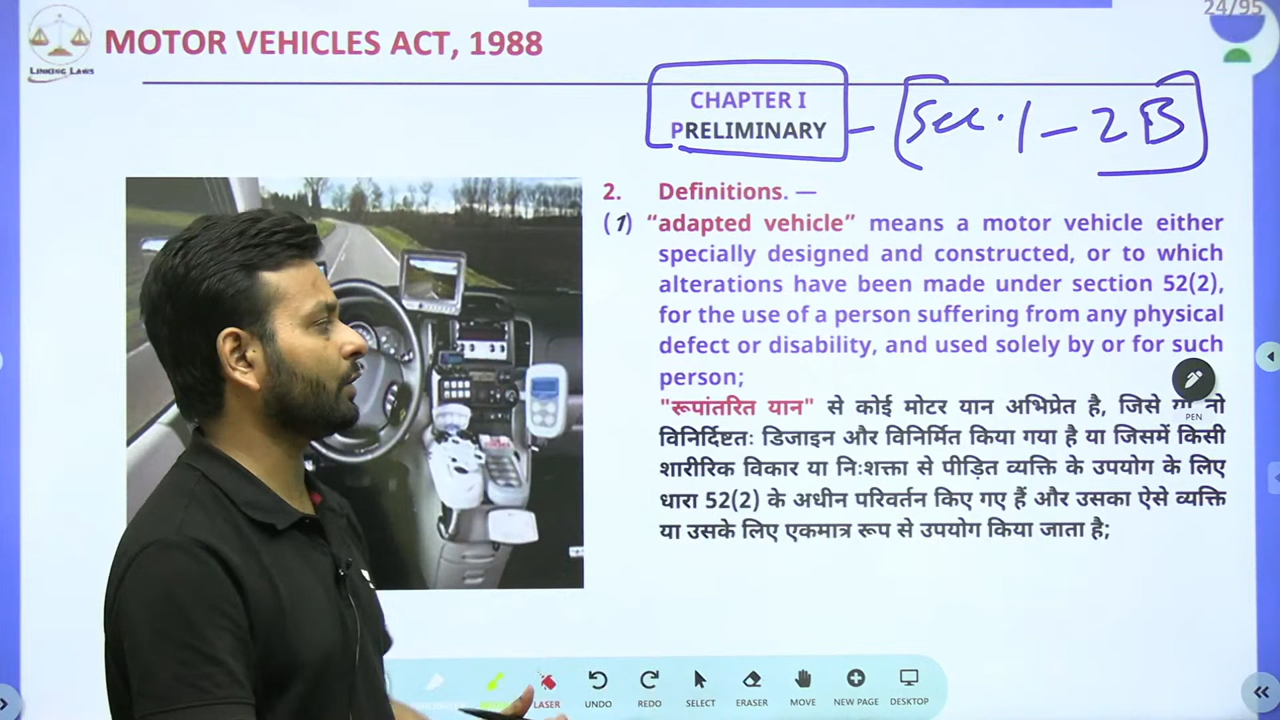 24/95
LINKING LAWS
MOTOR VEHICLES ACT, 1988
CHAPTER I
PRELIMINARY
Sec. 1 - 2B
2. Definitions. —
(1) “adapted vehicle” means a motor vehicle either
specially designed and constructed, or to which
alterations have been made under section 52(2),
for the use of a person suffering from any physical
defect or disability, and used solely by or for such
person;
"रूपांतरित यान" से कोई मोटर यान अभिप्रेत है, जिसे
विनिर्दिष्टतः डिजाइन और विनिर्मित किया गया है या जिसमें किसी
शारीरिक विकार या निःशक्ता से पीड़ित व्यक्ति के उपयोग के लिए
धारा 52(2) के अधीन परिवर्तन किए गए हैं और उसका ऐसे व्यक्ति
या उसके लिए एकमात्र रूप से उपयोग किया जाता है;
PEN
LASER
UNDO
REDO
SELECT
ERASER
MOVE
NEW PAGE
DESKTOP